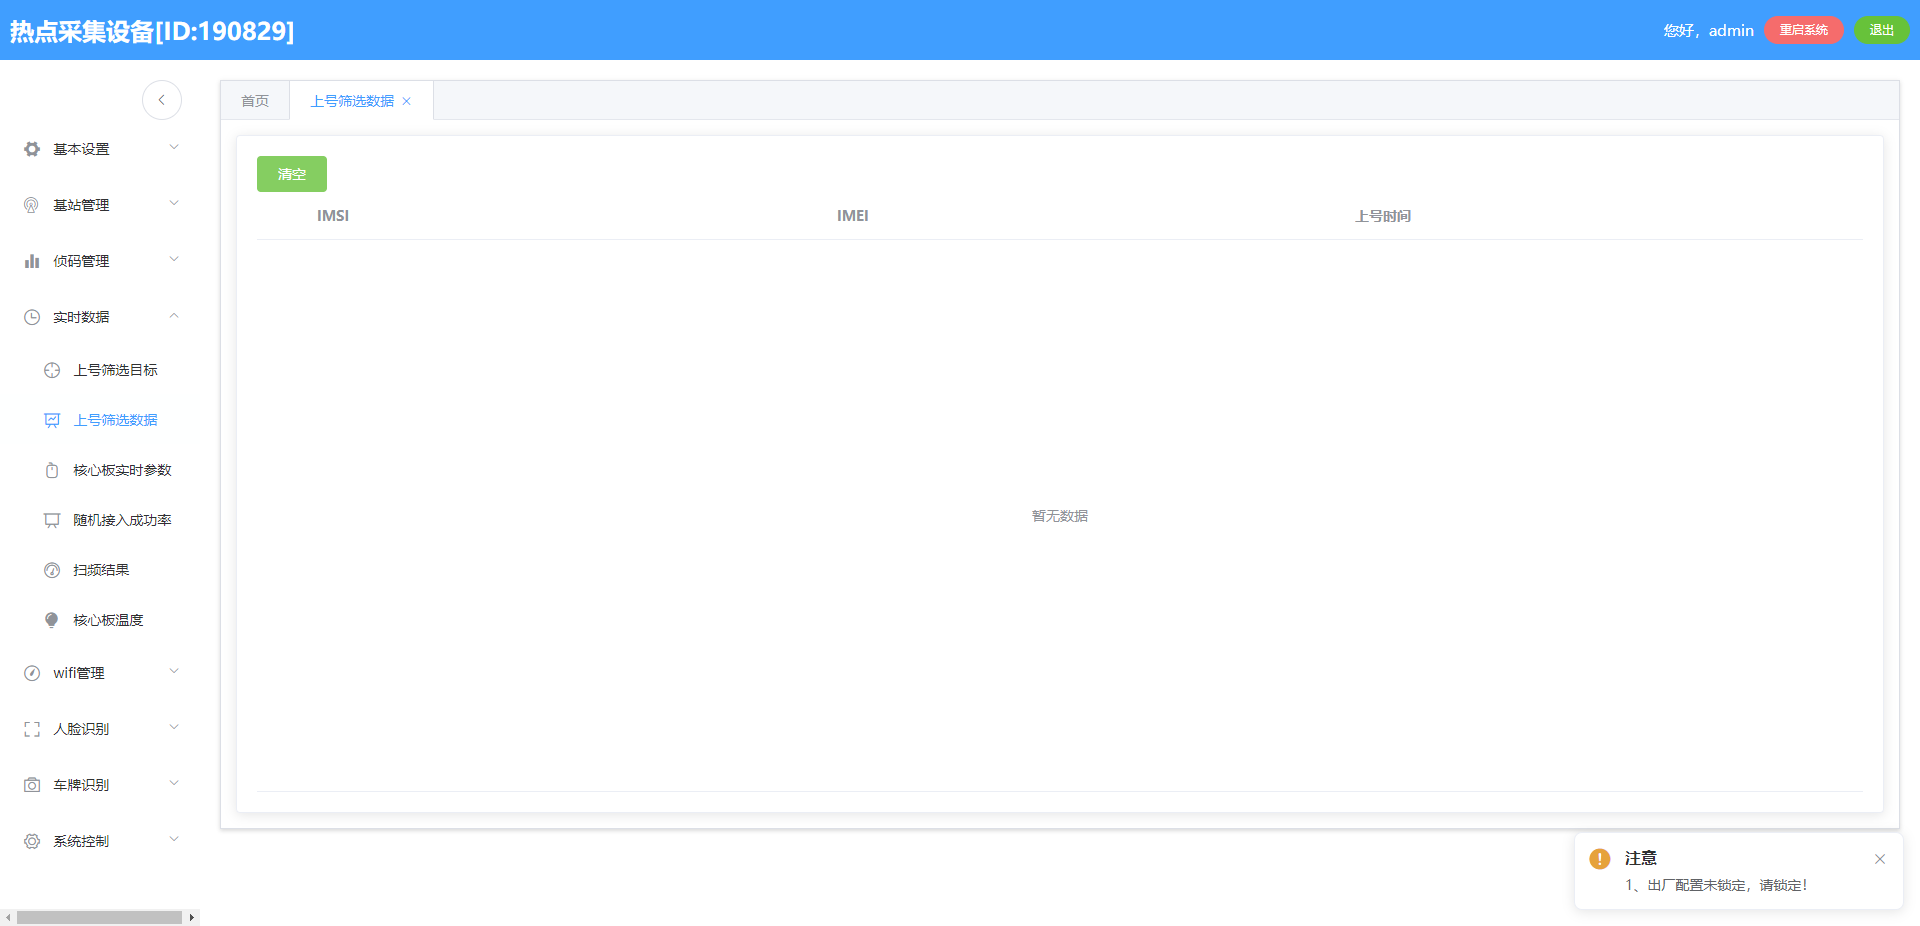 热点采集设备[ID:190829]
您好，admin
重启系统
退出
首页
上号筛选数据
基本设置
基站管理
侦码管理
实时数据
上号筛选目标
上号筛选数据
核心板实时参数
随机接入成功率
扫频结果
核心板温度
wifi管理
人脸识别
车牌识别
系统控制
清空
IMSI IMEI 上号时间
暂无数据
注意
1、出厂配置未锁定，请锁定！